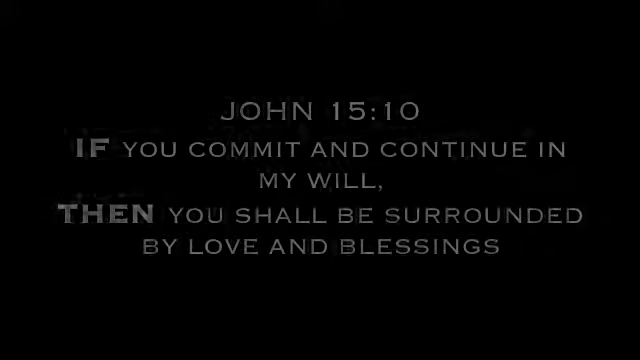 JOHN 15:10
IF YOU COMMIT AND CONTINUE IN
MY WILL,
THEN YOU SHALL BE SURROUNDED
BY LOVE AND BLESSINGS